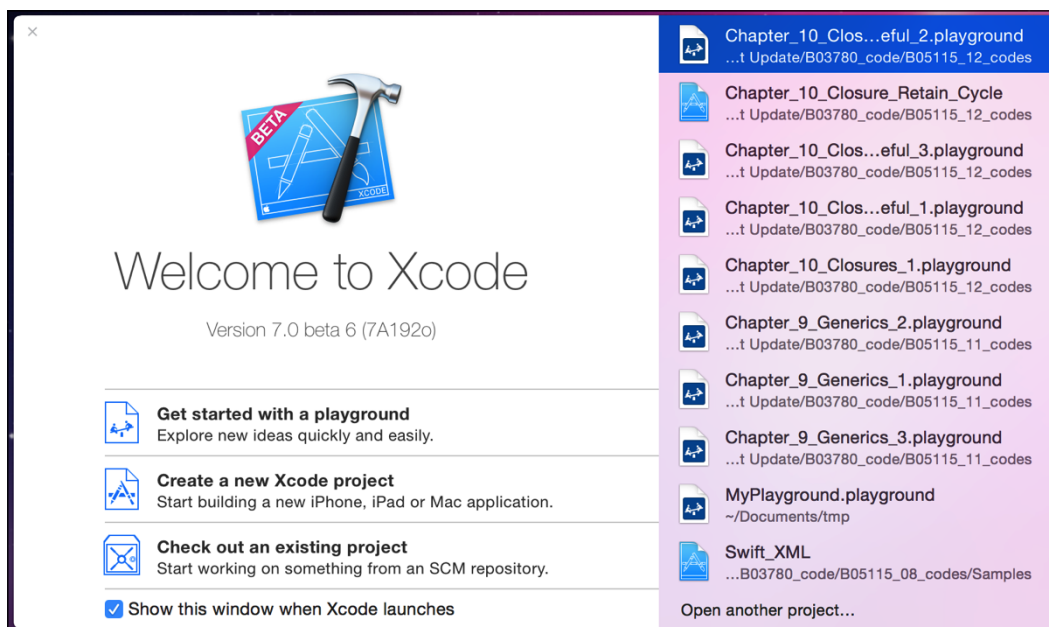 BETA
XCODE
Welcome to Xcode
Version 7.0 beta 6 (7A192o)
Get started with a playground
Explore new ideas quickly and easily.
Create a new Xcode project
Start building a new iPhone, iPad or Mac application.
Check out an existing project
Start working on something from an SCM repository.
Show this window when Xcode launches
Chapter_10_Clos...eful_2.playground
...t Update/B03780_code/B05115_12_codes
Chapter_10_Closure_Retain_Cycle
...t Update/B03780_code/B05115_12_codes
Chapter_10_Clos...eful_3.playground
...t Update/B03780_code/B05115_12_codes
Chapter_10_Clos...eful_1.playground
...t Update/B03780_code/B05115_12_codes
Chapter_10_Closures_1.playground
...t Update/B03780_code/B05115_12_codes
Chapter_9_Generics_2.playground
...t Update/B03780_code/B05115_11_codes
Chapter_9_Generics_1.playground
...t Update/B03780_code/B05115_11_codes
Chapter_9_Generics_3.playground
...t Update/B03780_code/B05115_11_codes
MyPlayground.playground
~/Documents/tmp
Swift_XML
...B03780_code/B05115_08_codes/Samples
Open another project...